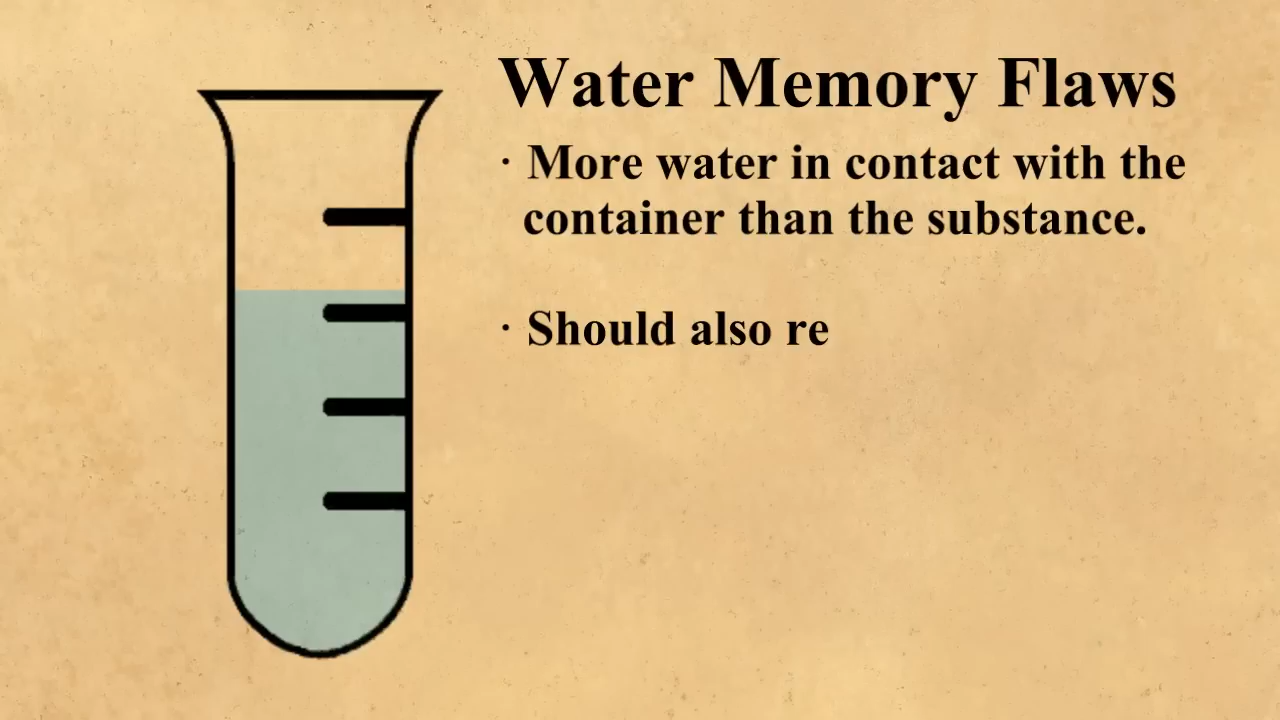 Water Memory Flaws
· More water in contact with the
container than the substance.
· Should also re